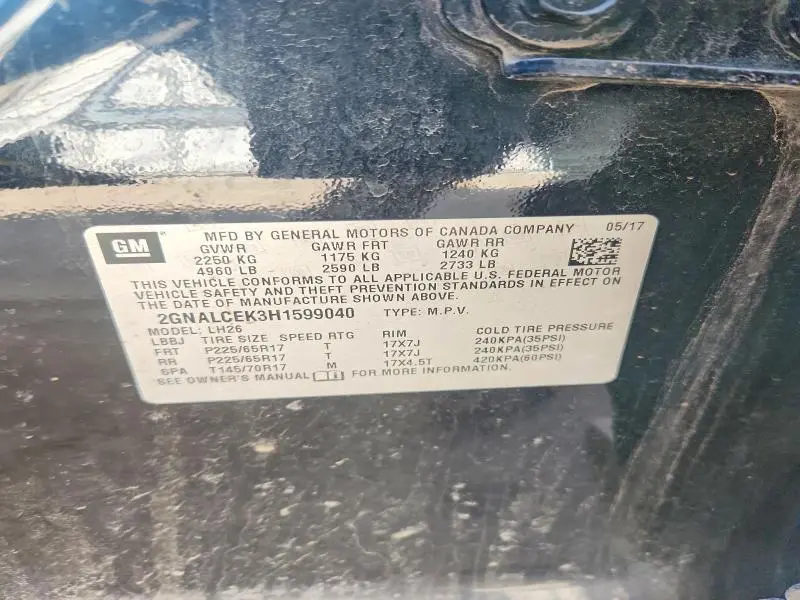 GM
MFD BY GENERAL MOTORS OF CANADA COMPANY 05/17
GVWR GAWR FRT GAWR RR
2250 KG 1175 KG 1240 KG
4960 LB 2590 LB 2733 LB
THIS VEHICLE CONFORMS TO ALL APPLICABLE U.S. FEDERAL MOTOR
VEHICLE SAFETY AND THEFT PREVENTION STANDARDS IN EFFECT ON
THE DATE OF MANUFACTURE SHOWN ABOVE.
2GNALCEK3H1599040 TYPE: M.P.V.
MODEL: LH26
LBBJ TIRE SIZE SPEED RTG RIM COLD TIRE PRESSURE
FRT P225/65R17 T 17X7J 240KPA(35PSI)
RR P225/65R17 T 17X7J 240KPA(35PSI)
SPA T145/70R17 M 17X4.5T 420KPA(60PSI)
SEE OWNER'S MANUAL FOR MORE INFORMATION.